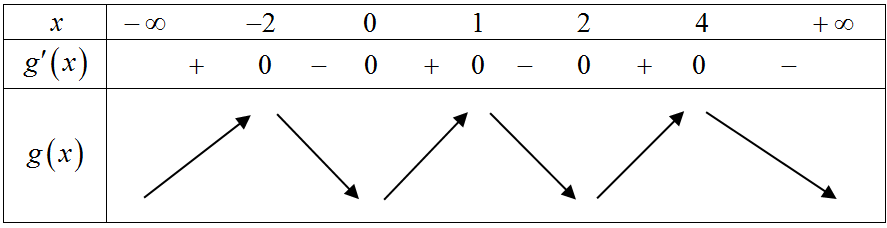 x −∞ −2 0 1 2 4 +∞
g′(x) + 0 − 0 + 0 − 0 + 0 −
g(x)